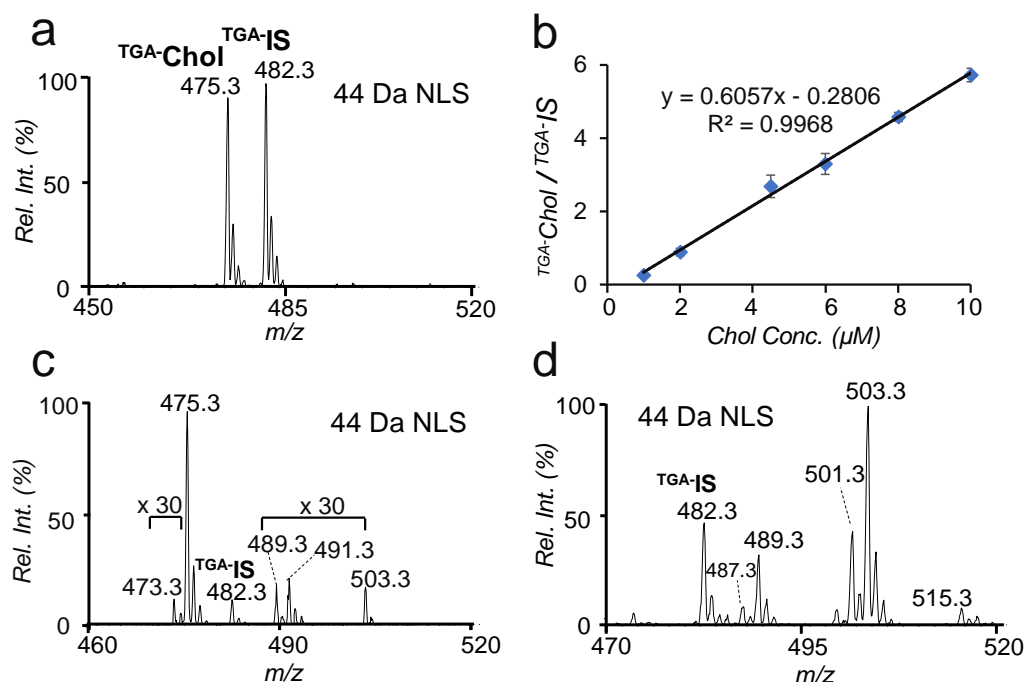 a
TGA-Chol TGA-IS
475.3 482.3
44 Da NLS
100
50
0
Rel. Int. (%)
450 485 520
m/z
b
6
4
2
0
TGA-Chol / TGA-IS
y = 0.6057x - 0.2806
R² = 0.9968
0 2 4 6 8 10
Chol Conc. (µM)
c
100
50
0
Rel. Int. (%)
475.3
44 Da NLS
x 30
x 30
473.3
TGA-IS
482.3
489.3
491.3
503.3
460 490 520
m/z
d
100
50
0
Rel. Int. (%)
44 Da NLS
503.3
501.3
TGA-IS
482.3
487.3
489.3
515.3
470 495 520
m/z